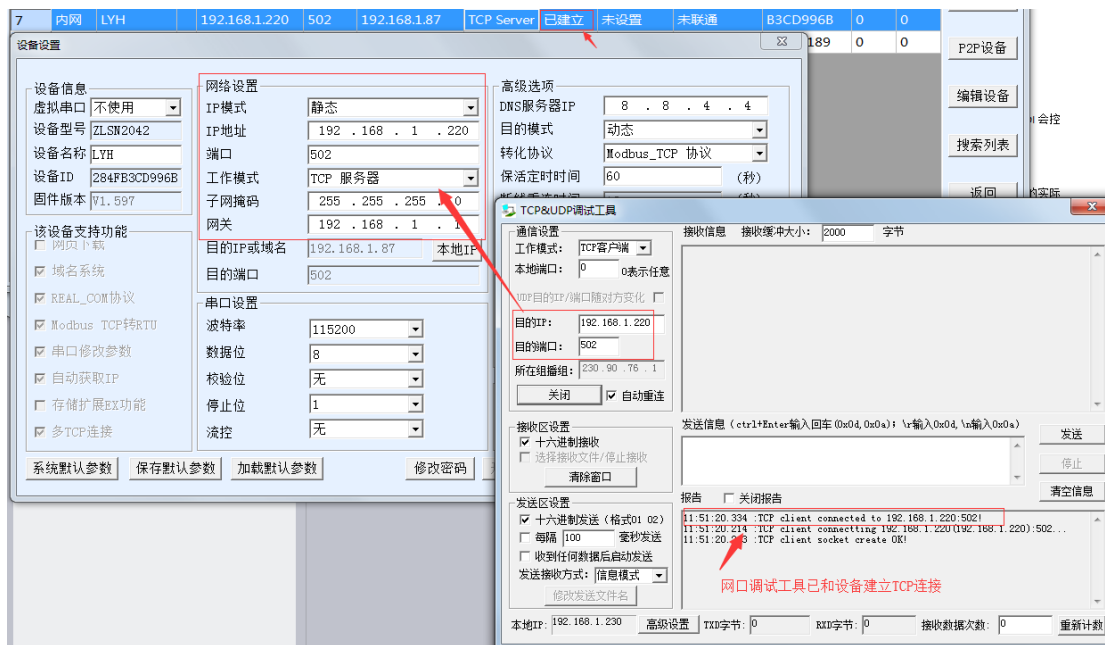 7 内网 LYH 192.168.1.220 502 192.168.1.87 TCP Server 已建立 未设置 未联通 B3CD996B 0 0
189 0 0
设备设置
设备信息
虚拟串口 不使用
设备型号 ZLSN2042
设备名称 LYH
设备ID 284FB3CD996B
固件版本 V1.597
该设备支持功能
网页下载
域名系统
REAL_COM协议
Modbus TCP转RTU
串口修改参数
自动获取IP
存储扩展EX功能
多TCP连接
网络设置
IP模式 静态
IP地址 192 .168 . 1 . 220
端口 502
工作模式 TCP 服务器
子网掩码 255 . 255 . 255 . 0
网关 192 .168 . 1 . 1
目的IP或域名 192.168.1.87 本地IP
目的端口 502
串口设置
波特率 115200
数据位 8
校验位 无
停止位 1
流控 无
高级选项
DNS服务器IP 8 . 8 . 4 . 4
目的模式 动态
转化协议 Modbus_TCP 协议
保活定时时间 60 (秒)
断线重连时间 (秒)
系统默认参数 保存默认参数 加载默认参数 修改密码
P2P设备
编辑设备
搜索列表
返回
会控
的实际
TCP&UDP调试工具
通信设置
工作模式: TCP客户端
本地端口: 0 0表示任意
UDP目的IP/端口随对方变化
目的IP: 192.168.1.220
目的端口: 502
所在组播组: 230 .90 .76 . 1
关闭 自动重连
接收区设置
十六进制接收
选择接收文件/停止接收
清除窗口
发送区设置
十六进制发送 (格式01 02)
每隔 100 毫秒发送
收到任何数据后启动发送
发送接收方式: 信息模式
修改发送文件名
接收信息 接收缓冲大小: 2000 字节
发送信息 (ctrl+Enter输入回车(0x0d,0x0a); \r输入0x0d,\n输入0x0a)
发送
停止
清空信息
报告 关闭报告
11:51:20.334 :TCP client connected to 192.168.1.220:502!
11:51:20.214 :TCP client connectting 192.168.1.220(192.168.1.220):502...
:TCP client socket create OK!
网口调试工具已和设备建立TCP连接
本地IP: 192.168.1.230 高级设置 TXD字节: 0 RXD字节: 0 接收数据次数: 0 重新计数